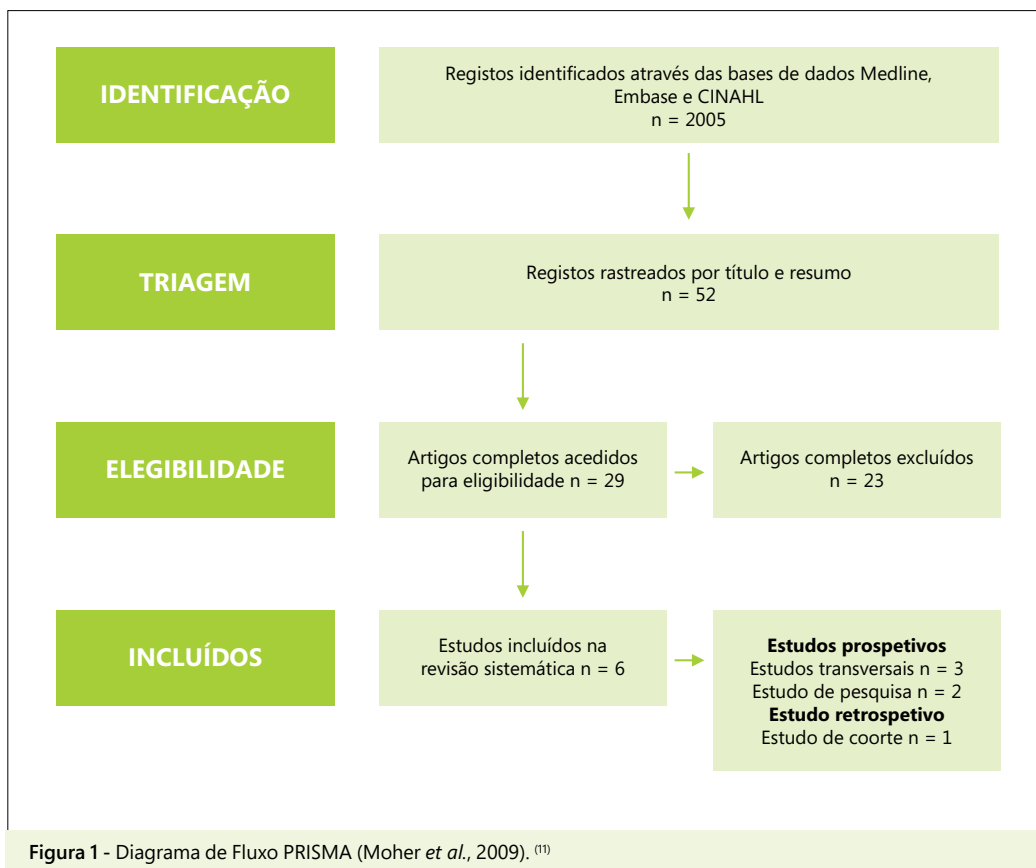 IDENTIFICAÇÃO
Registos identificados através das bases de dados Medline,
Embase e CINAHL
n = 2005
TRIAGEM
Registos rastreados por título e resumo
n = 52
ELEGIBILIDADE
Artigos completos acedidos
para eligibilidade n = 29
Artigos completos excluídos
n = 23
INCLUÍDOS
Estudos incluídos na
revisão sistemática n = 6
Estudos prospetivos
Estudos transversais n = 3
Estudo de pesquisa n = 2
Estudo retrospetivo
Estudo de coorte n = 1
Figura 1 - Diagrama de Fluxo PRISMA (Moher et al., 2009). (11)